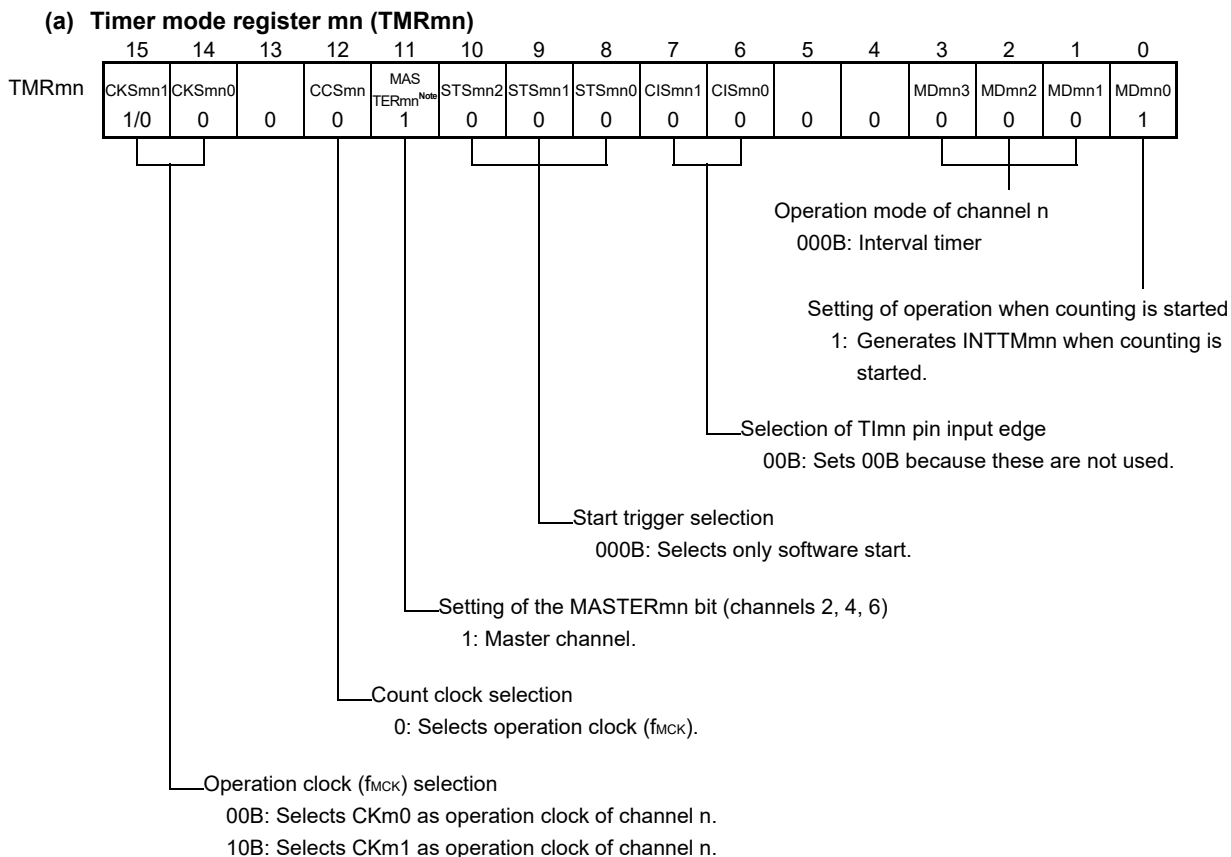 (a) Timer mode register mn (TMRmn)
15 14 13 12 11 10 9 8 7 6 5 4 3 2 1 0
TMRmn CKSmn1 CKSmn0 CCSmn MAS TERmnNote STSmn2 STSmn1 STSmn0 CISmn1 CISmn0 MDmn3 MDmn2 MDmn1 MDmn0
1/0 0 0 0 1 0 0 0 0 0 0 0 0 0 0 1
Operation mode of channel n
000B: Interval timer
Setting of operation when counting is started
1: Generates INTTMmn when counting is
started.
Selection of TImn pin input edge
00B: Sets 00B because these are not used.
Start trigger selection
000B: Selects only software start.
Setting of the MASTERmn bit (channels 2, 4, 6)
1: Master channel.
Count clock selection
0: Selects operation clock (fMCK).
Operation clock (fMCK) selection
00B: Selects CKm0 as operation clock of channel n.
10B: Selects CKm1 as operation clock of channel n.